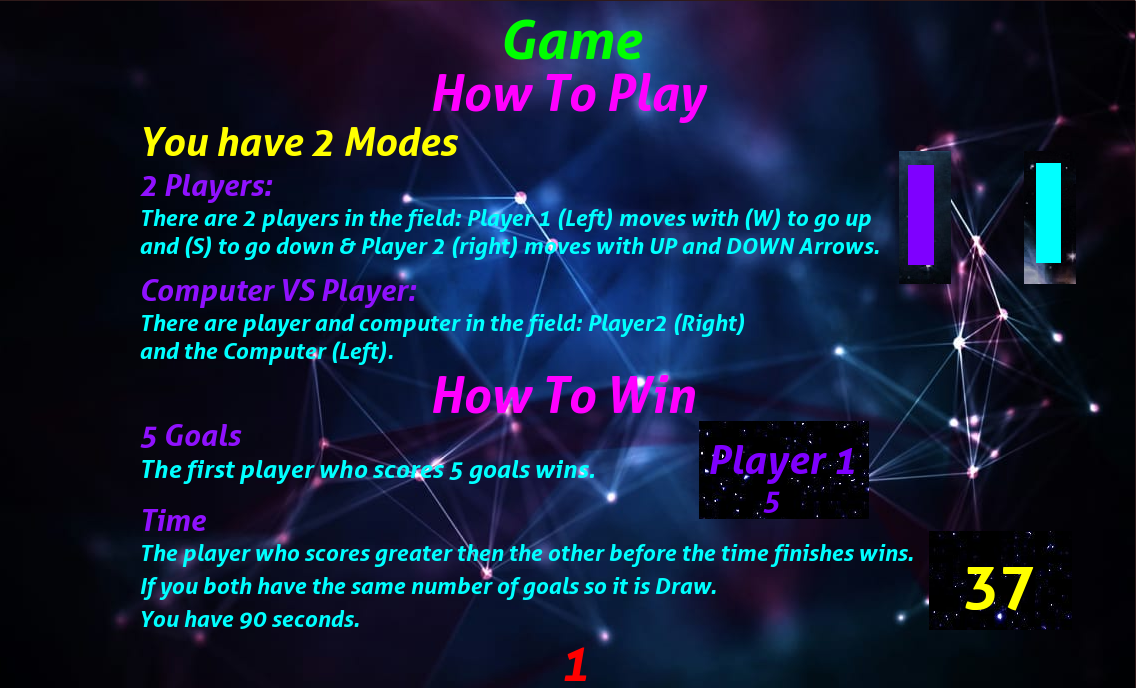 Game
How To Play
You have 2 Modes
2 Players:
There are 2 players in the field: Player 1 (Left) moves with (W) to go up
and (S) to go down & Player 2 (right) moves with UP and DOWN Arrows.
Computer VS Player:
There are player and computer in the field: Player2 (Right)
and the Computer (Left).
How To Win
5 Goals
The first player who scores 5 goals wins.
Player 1
5
Time
The player who scores greater then the other before the time finishes wins.
If you both have the same number of goals so it is Draw.
You have 90 seconds.
37
1